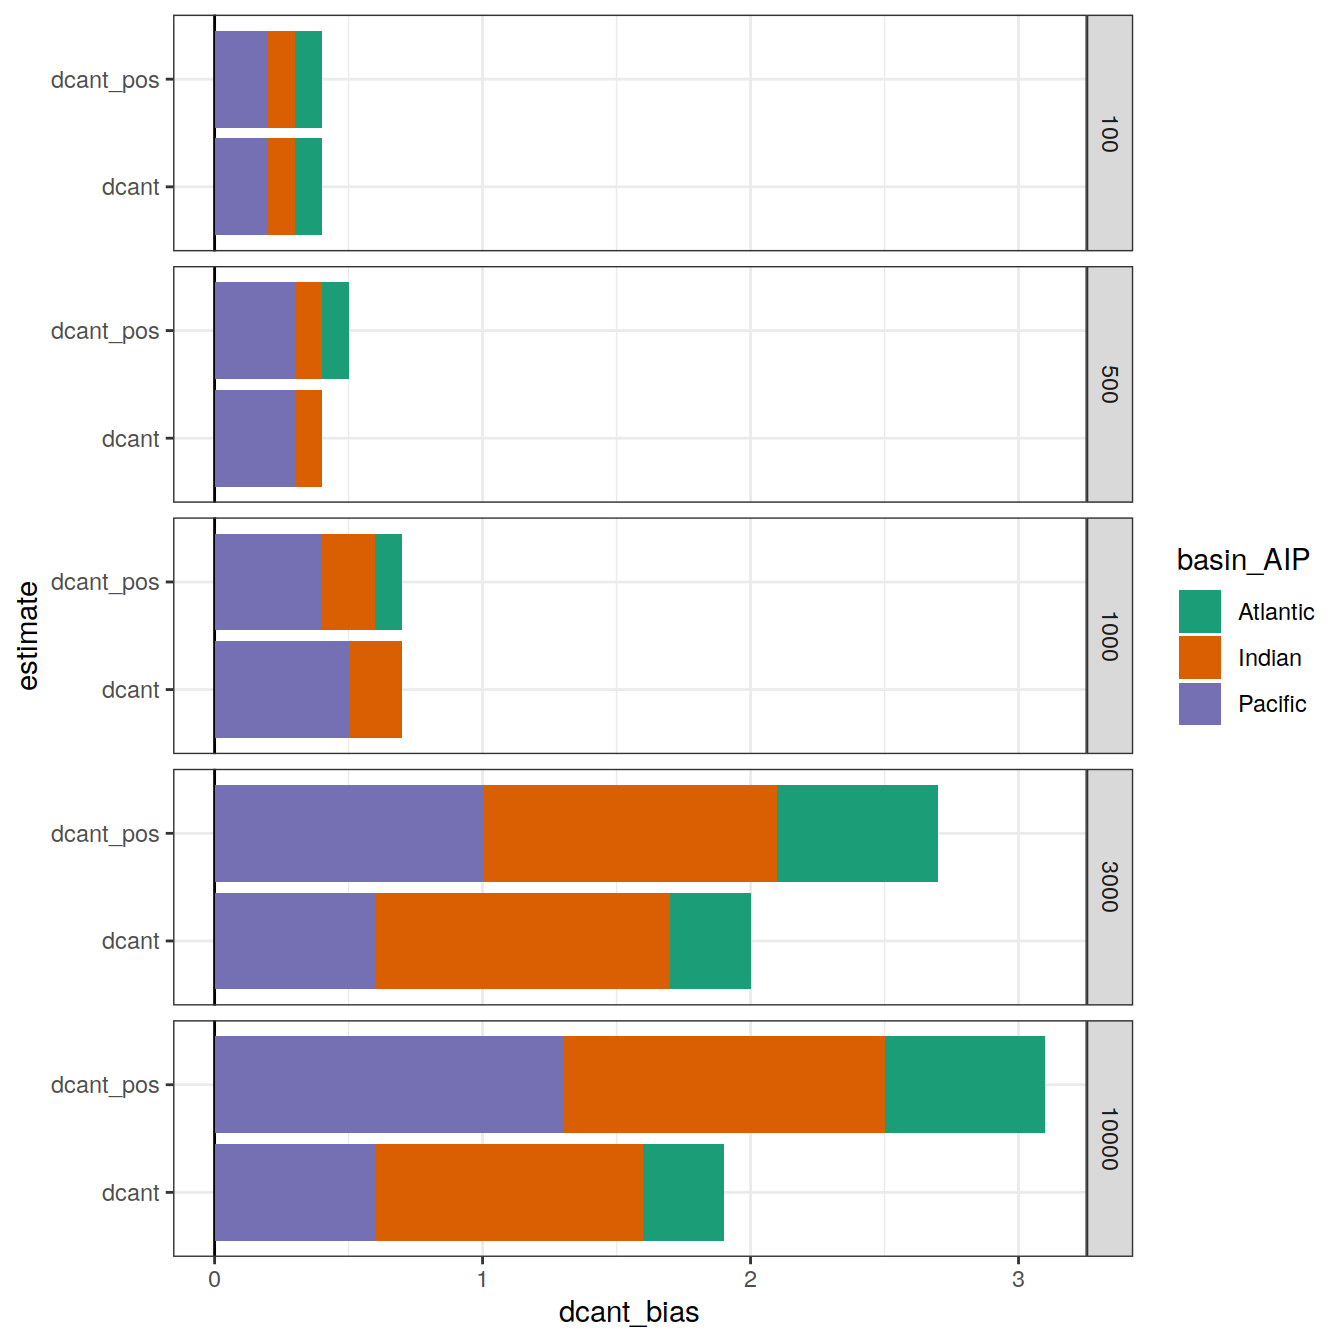 dcant_pos
dcant
100
dcant_pos
dcant
500
dcant_pos
dcant
1000
dcant_pos
dcant
3000
dcant_pos
dcant
10000
0 1 2 3
dcant_bias
estimate
basin_AIP
Atlantic
Indian
Pacific